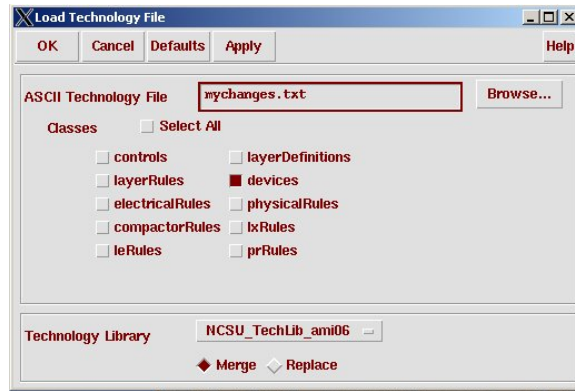 Load Technology File
OK Cancel Defaults Apply Help
ASCII Technology File mychanges.txt Browse...
Classes Select All
controls layerDefinitions
layerRules devices
electricalRules physicalRules
compactorRules lxRules
leRules prRules
Technology Library NCSU_TechLib_ami06
Merge Replace